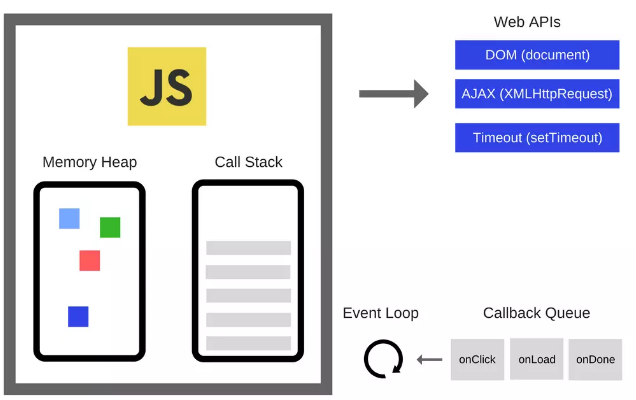 JS
Memory Heap
Call Stack
Web APIs
DOM (document)
AJAX (XMLHttpRequest)
Timeout (setTimeout)
Event Loop
Callback Queue
onClick
onLoad
onDone